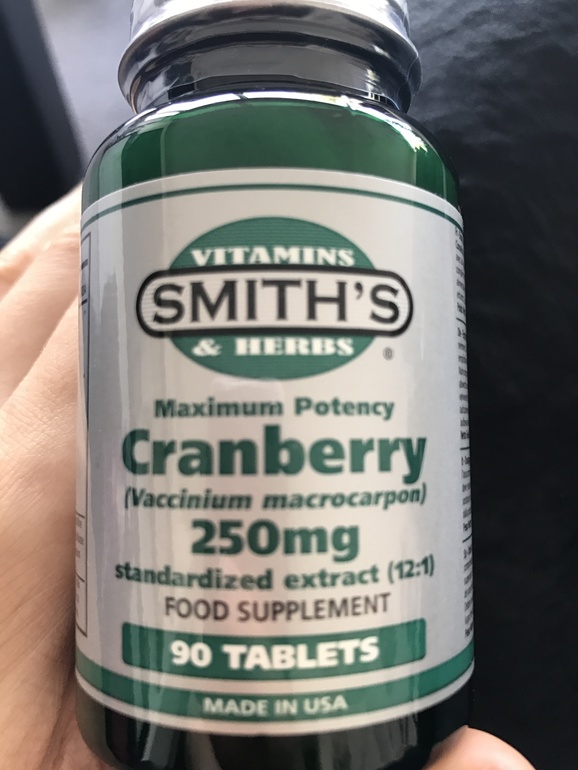 VITAMINS
SMITH'S
& HERBS ®
Maximum Potency
Cranberry
(Vaccinium macrocarpon)
250mg
standardized extract (12:1)
FOOD SUPPLEMENT
90 TABLETS
MADE IN USA